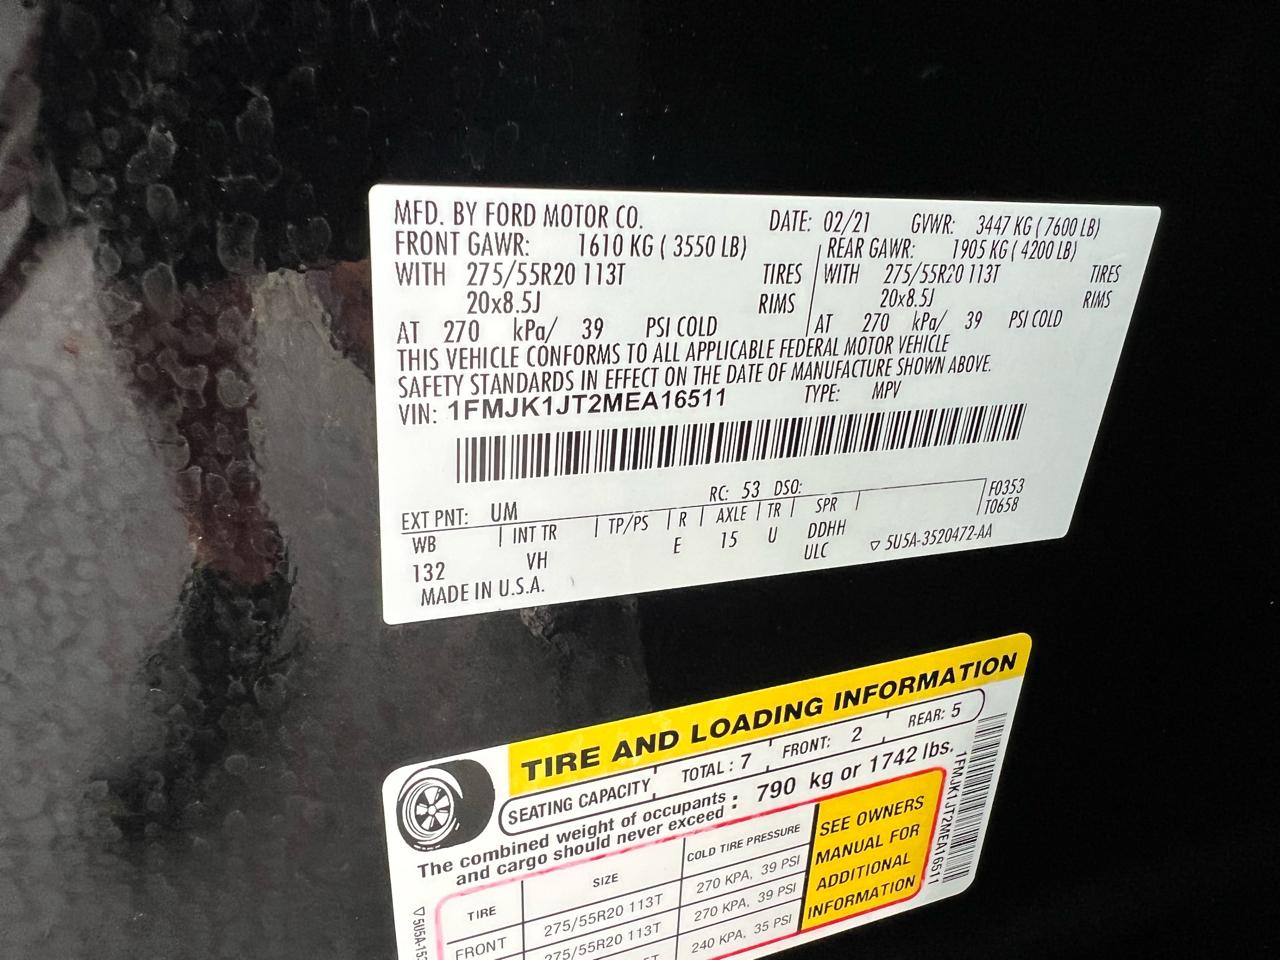 MFD. BY FORD MOTOR CO. DATE: 02/21 GVWR: 3447 KG ( 7600 LB)
FRONT GAWR: 1610 KG ( 3550 LB) REAR GAWR: 1905 KG ( 4200 LB)
WITH 275/55R20 113T TIRES WITH 275/55R20 113T TIRES
20x8.5J RIMS 20x8.5J RIMS
AT 270 kPa/ 39 PSI COLD AT 270 kPa/ 39 PSI COLD
THIS VEHICLE CONFORMS TO ALL APPLICABLE FEDERAL MOTOR VEHICLE
SAFETY STANDARDS IN EFFECT ON THE DATE OF MANUFACTURE SHOWN ABOVE.
VIN: 1FMJK1JT2MEA16511 TYPE: MPV
RC: 53 DSO:
EXT PNT: UM F0353
WB INT TR TP/PS R AXLE TR SPR T0658
132 VH E 15 U DDHH
ULC ▽ 5U5A-3520472-AA
MADE IN U.S.A.
TIRE AND LOADING INFORMATION
SEATING CAPACITY TOTAL: 7 FRONT: 2 REAR: 5
The combined weight of occupants
and cargo should never exceed : 790 kg or 1742 lbs.
TIRE SIZE COLD TIRE PRESSURE
FRONT 275/55R20 113T 270 KPA, 39 PSI
275/55R20 113T 270 KPA, 39 PSI
240 KPA, 35 PSI
SEE OWNERS
MANUAL FOR
ADDITIONAL
INFORMATION
1FMJK1JT2MEA16511